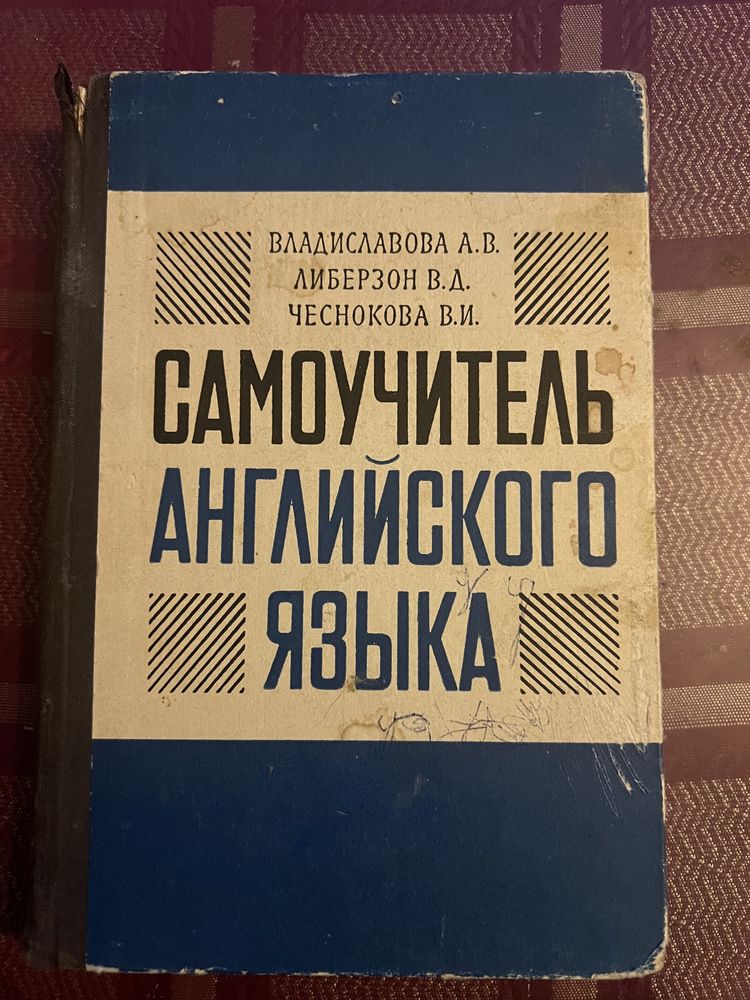 ВЛАДИСЛАВОВА А.В.
ЛИБЕРЗОН В.Д.
ЧЕСНОКОВА В.И.
САМОУЧИТЕЛЬ
АНГЛИЙСКОГО
ЯЗЫКА